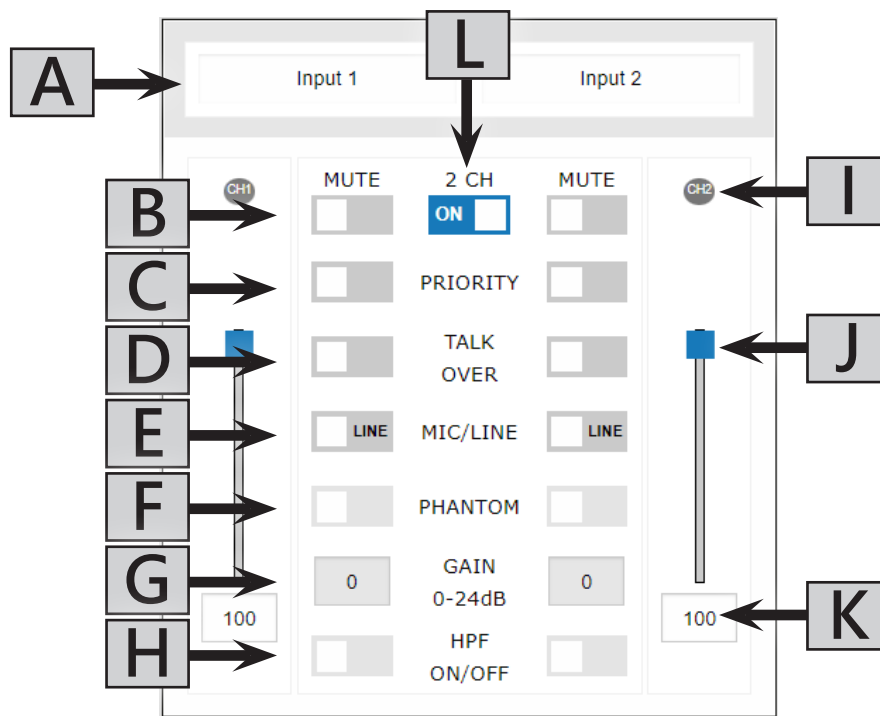 L
A
Input 1 Input 2
CH1 MUTE 2 CH MUTE CH2 I
B ON
C PRIORITY
D TALK J
OVER
E LINE MIC/LINE LINE
F PHANTOM
G 0 GAIN 0
0-24dB
100 100 K
H HPF
ON/OFF